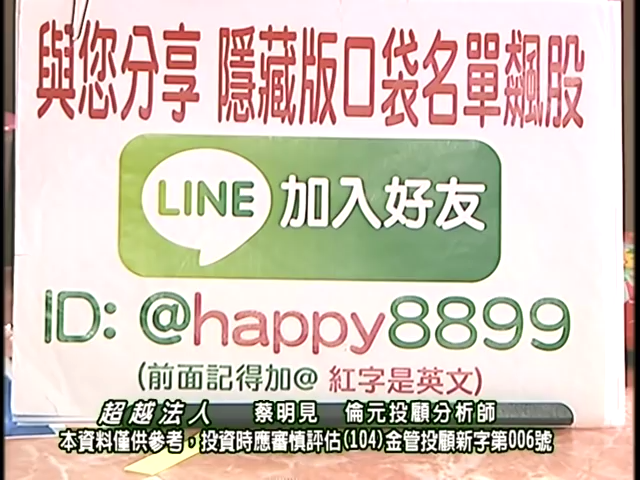 與您分享 隱藏版口袋名單飆股
LINE 加入好友
ID: @happy8899
(前面記得加@ 紅字是英文)
超越法人 蔡明見 倫元投顧分析師
本資料僅供參考，投資時應審慎評估(104)金管投顧新字第006號